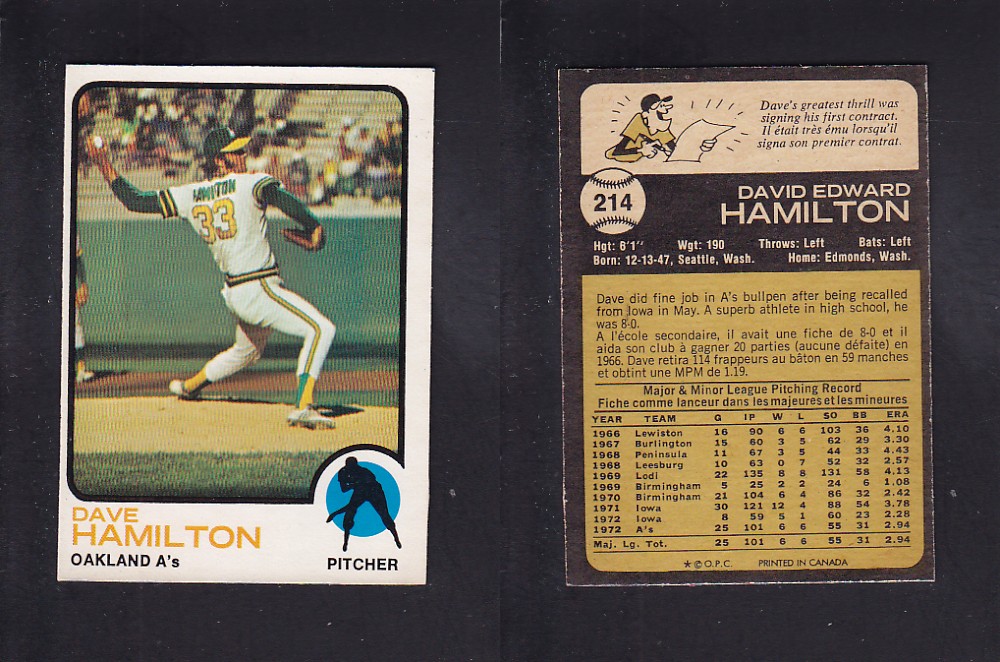 HAMILTON
33
DAVE
HAMILTON
OAKLAND A's
PITCHER
Dave's greatest thrill was
signing his first contract.
Il était très ému lorsqu'il
signa son premier contrat.
214
DAVID EDWARD
HAMILTON
Hgt: 6'1" Wgt: 190 Throws: Left Bats: Left
Born: 12-13-47, Seattle, Wash. Home: Edmonds, Wash.
Dave did fine job in A's bullpen after being recalled
from Iowa in May. A superb athlete in high school, he
was 8-0.
A l'école secondaire, il avait une fiche de 8-0 et il
aida son club à gagner 20 parties (aucune défaite) en
1966. Dave retira 114 frappeurs au bâton en 59 manches
et obtint une MPM de 1.19.
Major & Minor League Pitching Record
Fiche comme lanceur dans les majeures et les mineures
YEAR TEAM G IP W L SO BB ERA
1966 Lewiston 16 90 6 6 103 36 4.10
1967 Burlington 15 60 3 5 62 29 3.30
1968 Peninsula 11 67 3 5 44 33 4.43
1968 Leesburg 10 63 0 7 52 32 2.57
1969 Lodi 22 135 8 8 131 58 4.13
1969 Birmingham 5 25 2 2 24 6 1.08
1970 Birmingham 21 104 6 4 86 32 2.42
1971 Iowa 30 121 12 4 88 54 3.78
1972 Iowa 8 59 5 1 60 23 2.28
1972 A's 25 101 6 6 55 31 2.94
Maj. Lg. Tot. 25 101 6 6 55 31 2.94
* © O.P.C. PRINTED IN CANADA